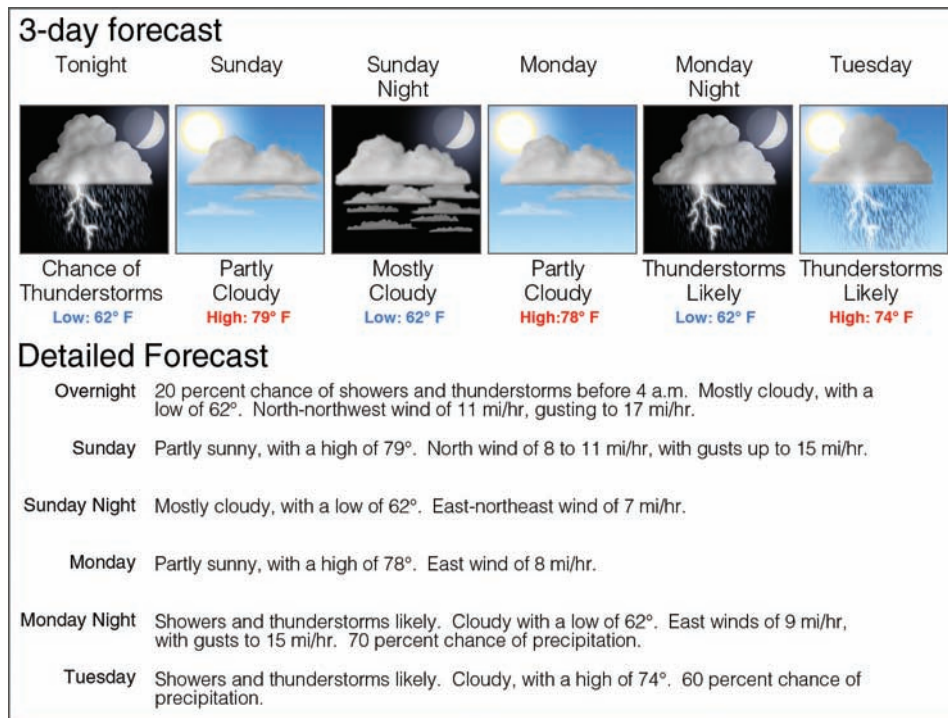 3-day forecast
Tonight
Sunday
Sunday
Night
Monday
Monday
Night
Tuesday
Chance of
Thunderstorms
Low: 62° F
Partly
Cloudy
High: 79° F
Mostly
Cloudy
Low: 62° F
Partly
Cloudy
High:78° F
Thunderstorms
Likely
Low: 62° F
Thunderstorms
Likely
High: 74° F
Detailed Forecast
Overnight 20 percent chance of showers and thunderstorms before 4 a.m. Mostly cloudy, with a
low of 62°. North-northwest wind of 11 mi/hr, gusting to 17 mi/hr.
Sunday Partly sunny, with a high of 79°. North wind of 8 to 11 mi/hr, with gusts up to 15 mi/hr.
Sunday Night Mostly cloudy, with a low of 62°. East-northeast wind of 7 mi/hr.
Monday Partly sunny, with a high of 78°. East wind of 8 mi/hr.
Monday Night Showers and thunderstorms likely. Cloudy with a low of 62°. East winds of 9 mi/hr,
with gusts to 15 mi/hr. 70 percent chance of precipitation.
Tuesday Showers and thunderstorms likely. Cloudy, with a high of 74°. 60 percent chance of
precipitation.